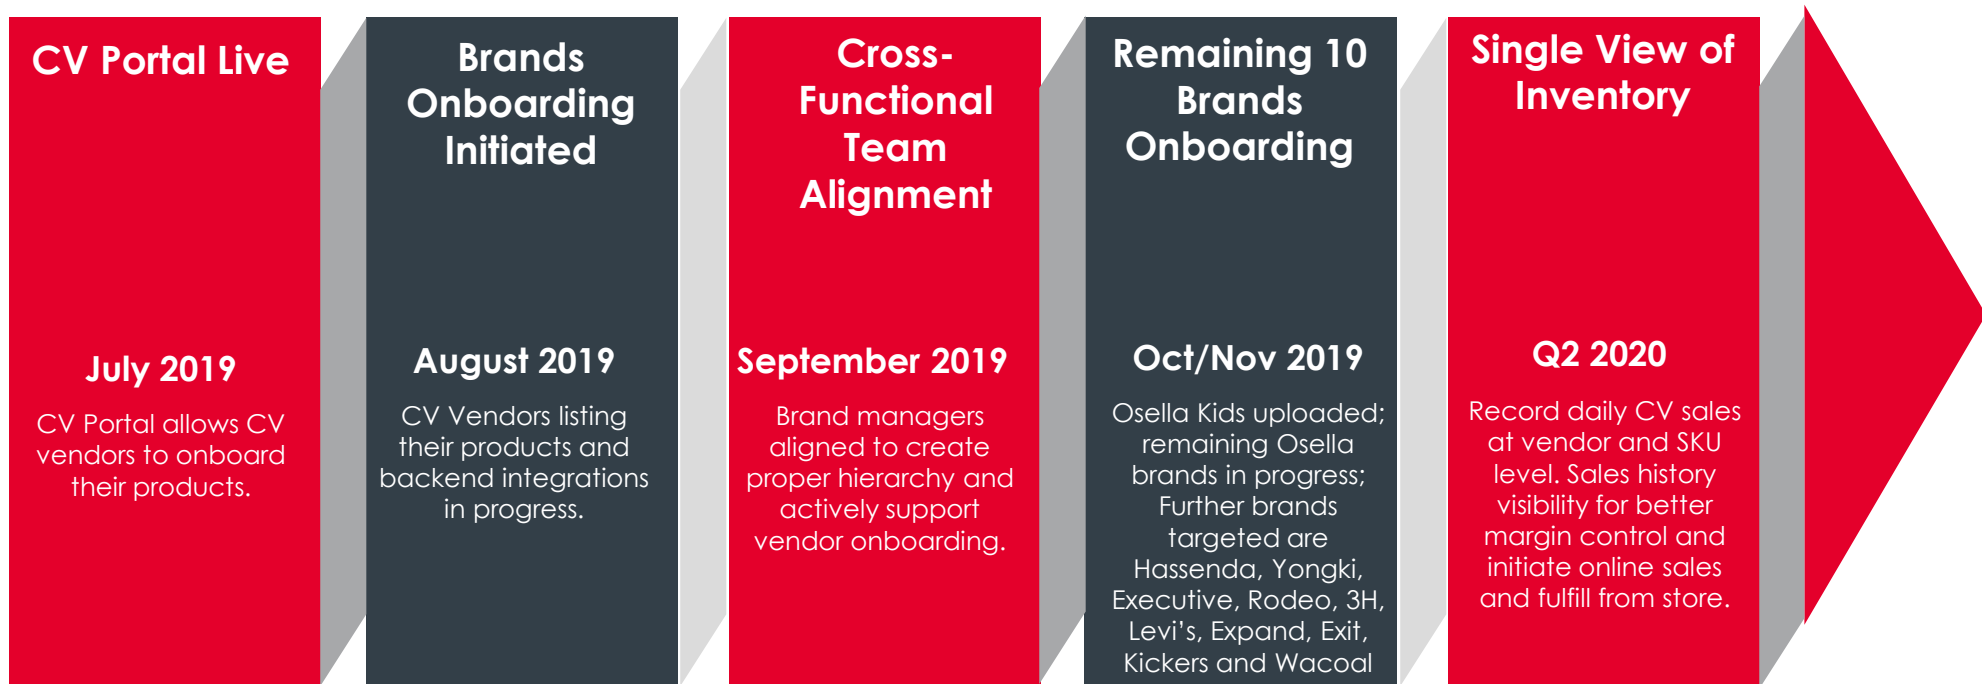 CV Portal Live
July 2019
CV Portal allows CV
vendors to onboard
their products.
Brands
Onboarding
Initiated
August 2019
CV Vendors listing
their products and
backend integrations
in progress.
Cross-
Functional
Team
Alignment
September 2019
Brand managers
aligned to create
proper hierarchy and
actively support
vendor onboarding.
Remaining 10
Brands
Onboarding
Oct/Nov 2019
Osella Kids uploaded;
remaining Osella
brands in progress;
Further brands
targeted are
Hassenda, Yongki,
Executive, Rodeo, 3H,
Levi’s, Expand, Exit,
Kickers and Wacoal
Single View of
Inventory
Q2 2020
Record daily CV sales
at vendor and SKU
level. Sales history
visibility for better
margin control and
initiate online sales
and fulfill from store.